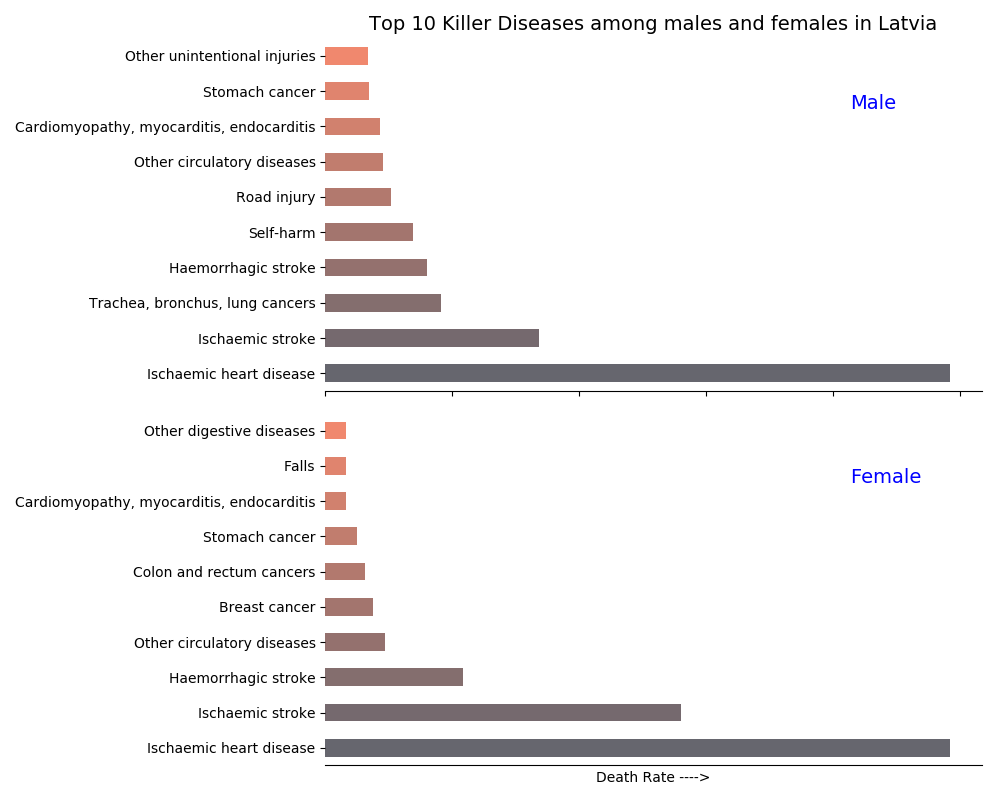 Top 10 Killer Diseases among males and females in Latvia
Other unintentional injuries
Stomach cancer
Male
Cardiomyopathy, myocarditis, endocarditis
Other circulatory diseases
Road injury
Self-harm
Haemorrhagic stroke
Trachea, bronchus, lung cancers
Ischaemic stroke
Ischaemic heart disease
Other digestive diseases
Falls
Female
Cardiomyopathy, myocarditis, endocarditis
Stomach cancer
Colon and rectum cancers
Breast cancer
Other circulatory diseases
Haemorrhagic stroke
Ischaemic stroke
Ischaemic heart disease
Death Rate ---->